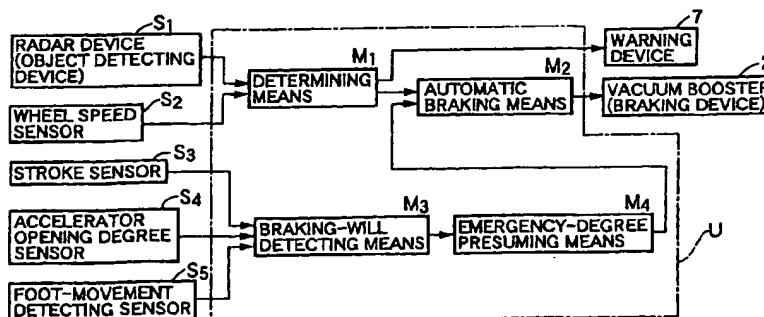 S1
RADAR DEVICE
(OBJECT DETECTING
DEVICE)
S2
WHEEL SPEED
SENSOR
S3
STROKE SENSOR
S4
ACCELERATOR
OPENING DEGREE
SENSOR
S5
FOOT-MOVEMENT
DETECTING SENSOR
M1
DETERMINING
MEANS
M2
AUTOMATIC
BRAKING MEANS
7
WARNING
DEVICE
2
VACUUM BOOSTER
(BRAKING DEVICE)
M3
BRAKING-WILL
DETECTING MEANS
M4
EMERGENCY-DEGREE
PRESUMING MEANS
U